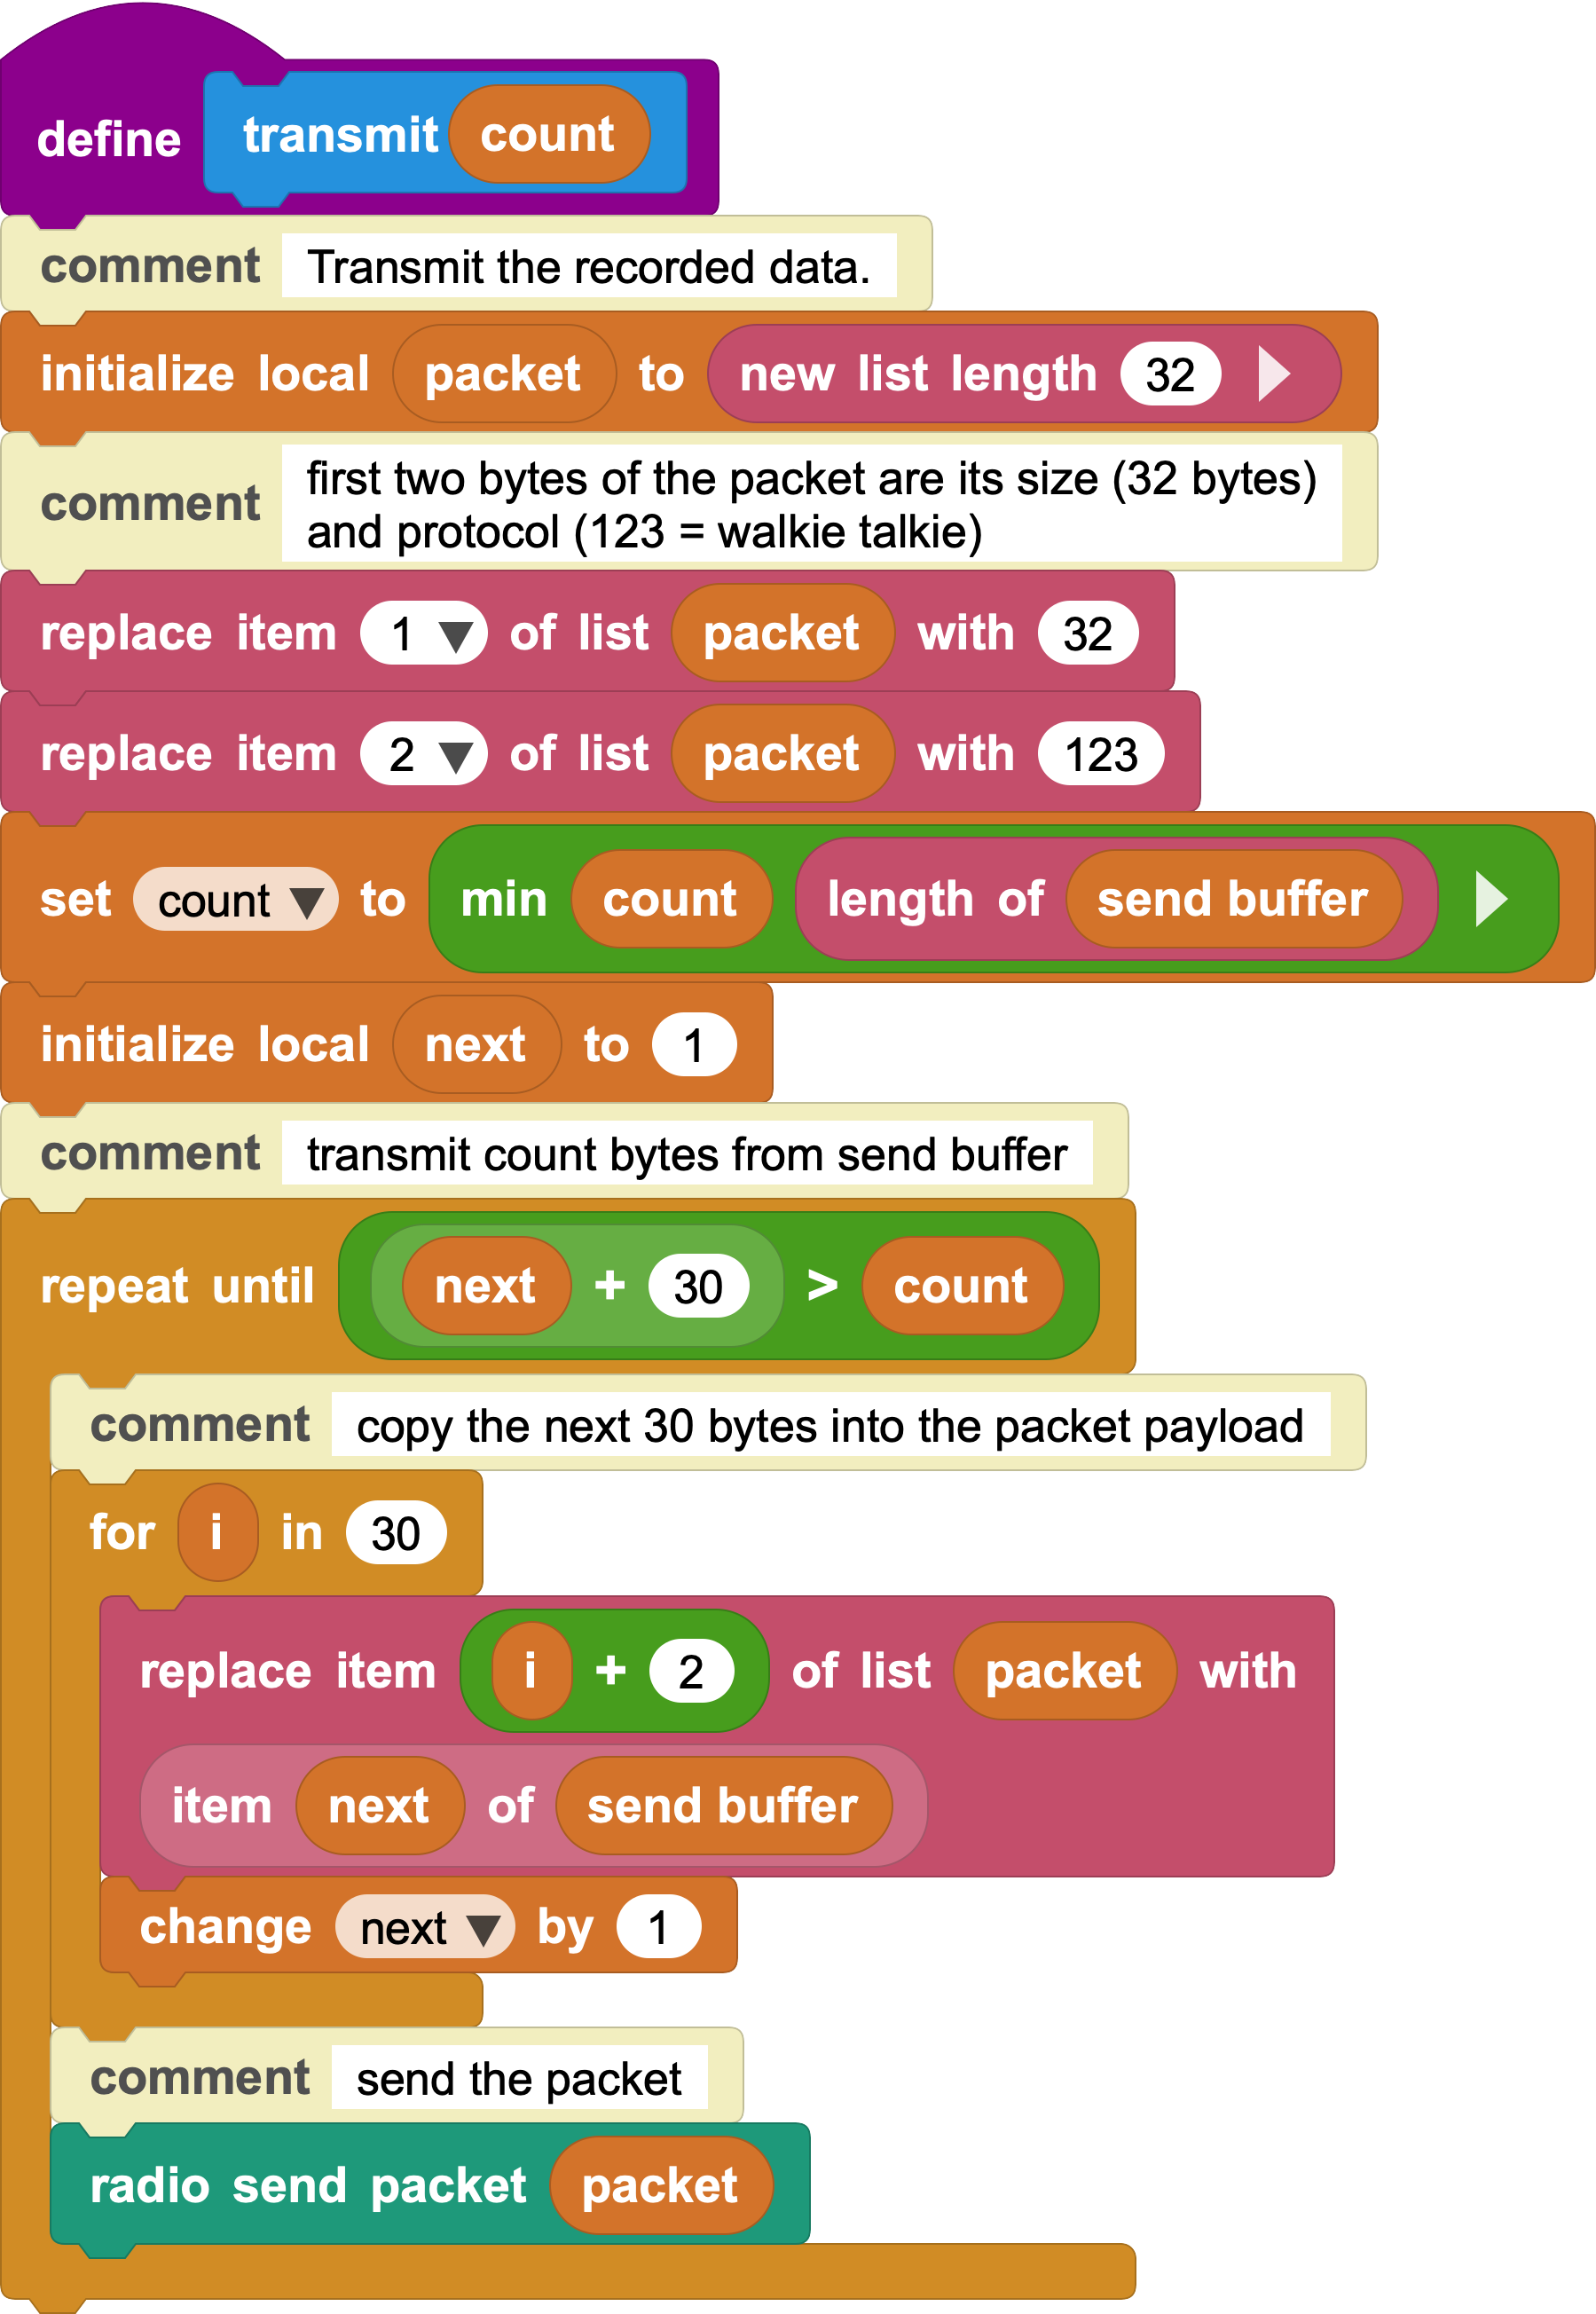 define transmit count
comment Transmit the recorded data.
initialize local packet to new list length 32
comment first two bytes of the packet are its size (32 bytes)
and protocol (123 = walkie talkie)
replace item 1 of list packet with 32
replace item 2 of list packet with 123
set count to min count length of send buffer
initialize local next to 1
comment transmit count bytes from send buffer
repeat until next + 30 > count
comment copy the next 30 bytes into the packet payload
for i in 30
replace item i + 2 of list packet with
item next of send buffer
change next by 1
comment send the packet
radio send packet packet